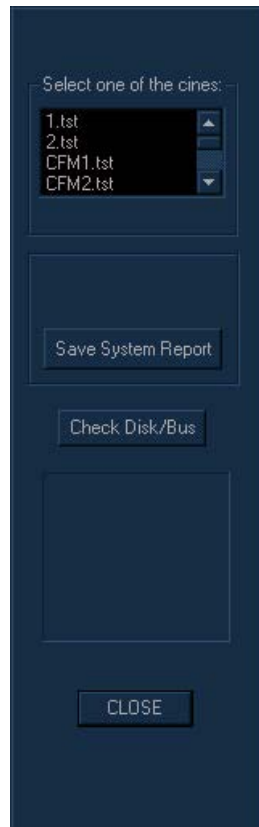 Select one of the cines:
1.tst
2.tst
CFM1.tst
CFM2.tst
Save System Report
Check Disk/Bus
CLOSE